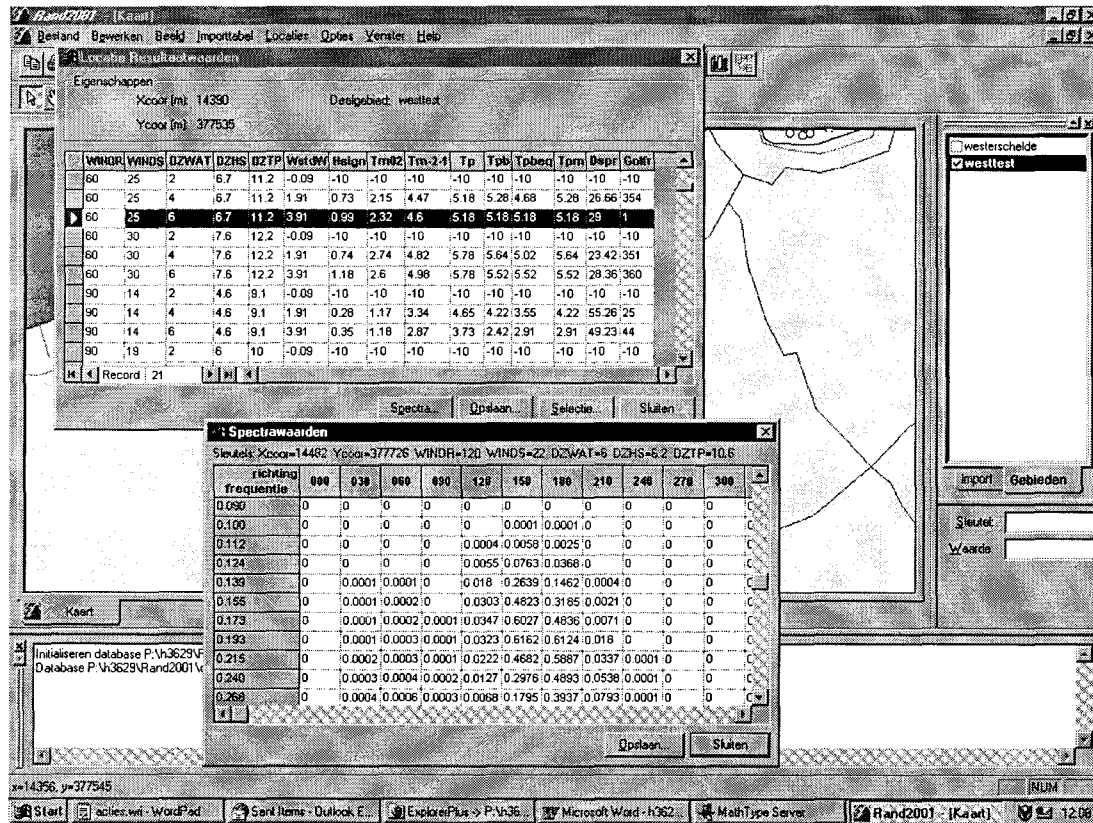 Rand2001 - [Kaart]
Bestand Bewerken Beeld Importtabel Locaties Opties Venster Help
Locatie Resultaatwaarden
Eigenschappen
Xcoor [m]: 14390 Deelgebied: westtest
Ycoor [m]: 377535
WINDR WINDS DZWAT DZHS DZTP WstdW Hsign Tm02 Tm-2-1 Tp Tpb Tpbeq Tpm Dspr Golfr
60 25 2 6.7 11.2 -0.09 -10 -10 -10 -10 -10 -10 -10 -10 -10
60 25 4 6.7 11.2 1.91 0.73 2.15 4.47 5.18 5.28 4.68 5.28 26.66 354
60 25 6 6.7 11.2 3.91 0.99 2.32 4.6 5.18 5.18 5.18 5.18 29 1
60 30 2 7.6 12.2 -0.09 -10 -10 -10 -10 -10 -10 -10 -10 -10
60 30 4 7.6 12.2 1.91 0.74 2.74 4.82 5.78 5.64 5.02 5.64 23.42 351
60 30 6 7.6 12.2 3.91 1.18 2.6 4.98 5.78 5.52 5.52 5.52 28.36 360
90 14 2 4.6 9.1 -0.09 -10 -10 -10 -10 -10 -10 -10 -10 -10
90 14 4 4.6 9.1 1.91 0.28 1.17 3.34 4.65 4.22 3.55 4.22 55.26 25
90 14 6 4.6 9.1 3.91 0.35 1.18 2.87 3.73 2.42 2.91 2.91 49.23 44
90 19 2 6 10 -0.09 -10 -10 -10 -10 -10 -10 -10 -10 -10
Record: 21
Spectra... Opslaan... Selectie... Sluiten
westerschelde
westtest
Import Gebieden
Sleutel:
Waarde:
Spectrawaarden
Sleutels: Xcoor=14482 Ycoor=377726 WINDR=120 WINDS=22 DZWAT=6 DZHS=6.2 DZTP=10.6
richting
frequentie 000 030 060 090 120 150 180 210 240 270 300
0.090 0 0 0 0 0 0 0 0 0 0 0
0.100 0 0 0 0 0 0.0001 0.0001 0 0 0 0
0.112 0 0 0 0 0.0004 0.0058 0.0025 0 0 0 0
0.124 0 0 0 0 0.0055 0.0763 0.0368 0 0 0 0
0.139 0 0.0001 0.0001 0 0.018 0.2639 0.1462 0.0004 0 0 0
0.155 0 0.0001 0.0002 0 0.0303 0.4823 0.3185 0.0021 0 0 0
0.173 0 0.0001 0.0002 0.0001 0.0347 0.6027 0.4836 0.0071 0 0 0
0.193 0 0.0001 0.0003 0.0001 0.0323 0.6162 0.6124 0.018 0 0 0
0.215 0 0.0002 0.0003 0.0001 0.0222 0.4682 0.5887 0.0337 0.0001 0 0
0.240 0 0.0003 0.0004 0.0002 0.0127 0.2976 0.4893 0.0538 0.0001 0 0
0.268 0 0.0004 0.0006 0.0003 0.0068 0.1795 0.3937 0.0793 0.0001 0 0
Opslaan... Sluiten
Kaart
Initialiseren database P:\h3629\R
Database P:\h3629\Rand2001\
x=14356, y=377545
NUM
Start acties.wri - WordPad Sent Items - Outlook E... ExplorerPlus -> P:\h36... Microsoft Word - h362... MathType Server Rand2001 - [Kaart] 12:08